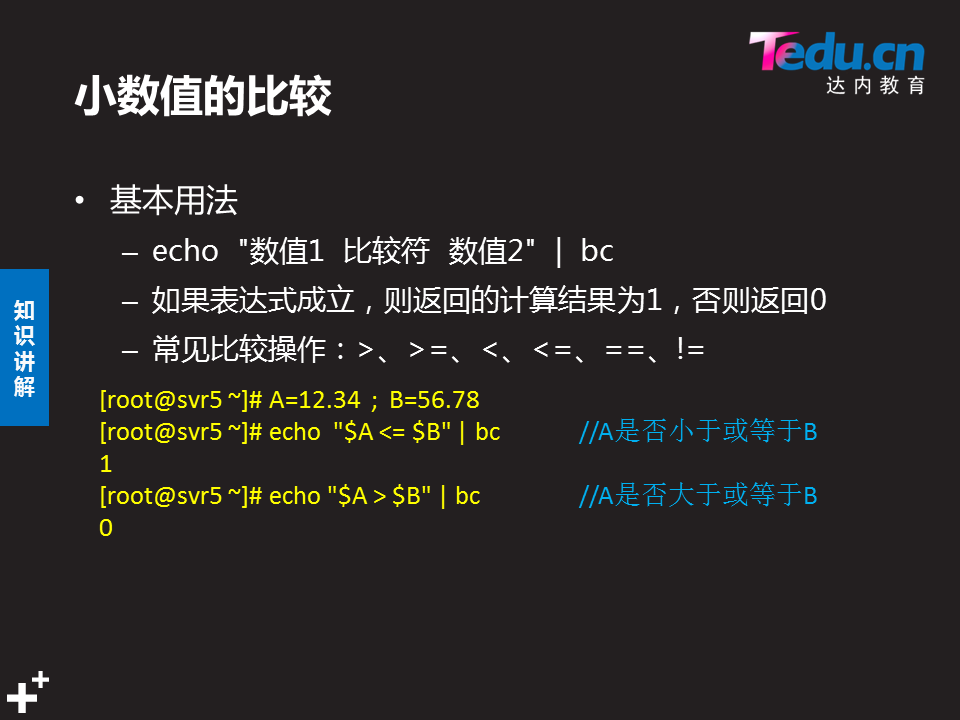 Tedu.cn
达内教育
小数值的比较
• 基本用法
– echo "数值1 比较符 数值2" | bc
– 如果表达式成立，则返回的计算结果为1，否则返回0
– 常见比较操作：>、>=、<、<=、==、!=
知识讲解
[root@svr5 ~]# A=12.34 ; B=56.78
[root@svr5 ~]# echo "$A <= $B" | bc //A是否小于或等于B
1
[root@svr5 ~]# echo "$A > $B" | bc //A是否大于或等于B
0